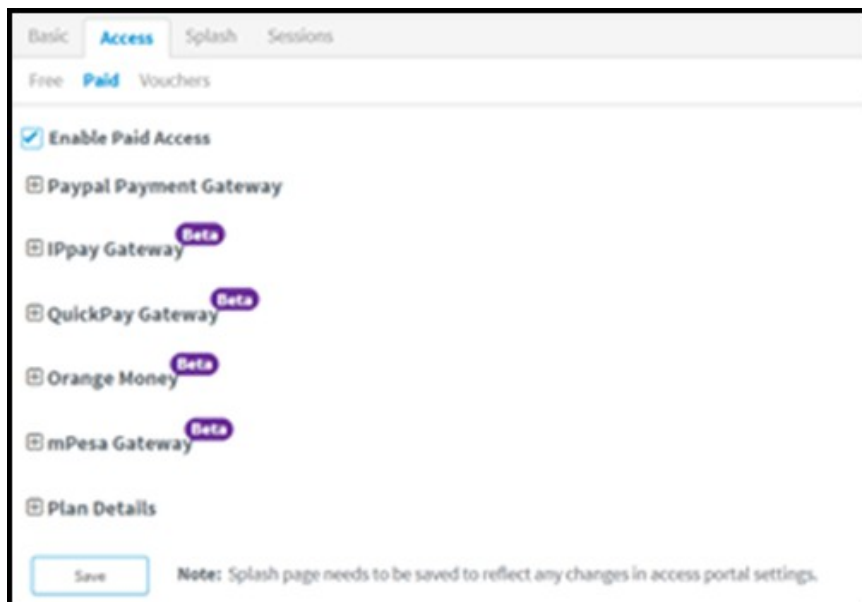 Basic Access Splash Sessions
Free Paid Vouchers
Enable Paid Access
Paypal Payment Gateway
IPpay Gateway Beta
QuickPay Gateway Beta
Orange Money Beta
mPesa Gateway Beta
Plan Details
Save Note: Splash page needs to be saved to reflect any changes in access portal settings.